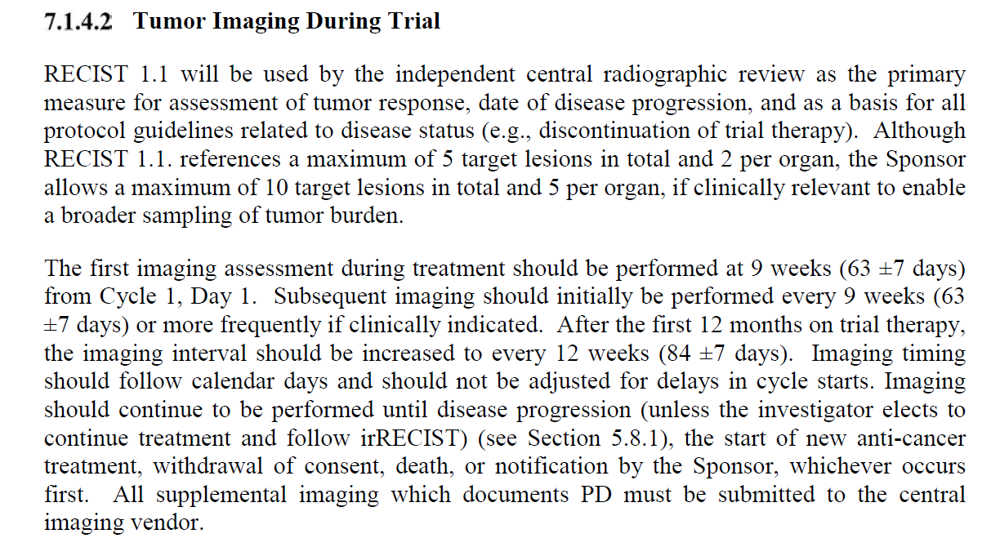 7.1.4.2 Tumor Imaging During Trial
RECIST 1.1 will be used by the independent central radiographic review as the primary
measure for assessment of tumor response, date of disease progression, and as a basis for all
protocol guidelines related to disease status (e.g., discontinuation of trial therapy). Although
RECIST 1.1. references a maximum of 5 target lesions in total and 2 per organ, the Sponsor
allows a maximum of 10 target lesions in total and 5 per organ, if clinically relevant to enable
a broader sampling of tumor burden.
The first imaging assessment during treatment should be performed at 9 weeks (63 ±7 days)
from Cycle 1, Day 1. Subsequent imaging should initially be performed every 9 weeks (63
±7 days) or more frequently if clinically indicated. After the first 12 months on trial therapy,
the imaging interval should be increased to every 12 weeks (84 ±7 days). Imaging timing
should follow calendar days and should not be adjusted for delays in cycle starts. Imaging
should continue to be performed until disease progression (unless the investigator elects to
continue treatment and follow irRECIST) (see Section 5.8.1), the start of new anti-cancer
treatment, withdrawal of consent, death, or notification by the Sponsor, whichever occurs
first. All supplemental imaging which documents PD must be submitted to the central
imaging vendor.